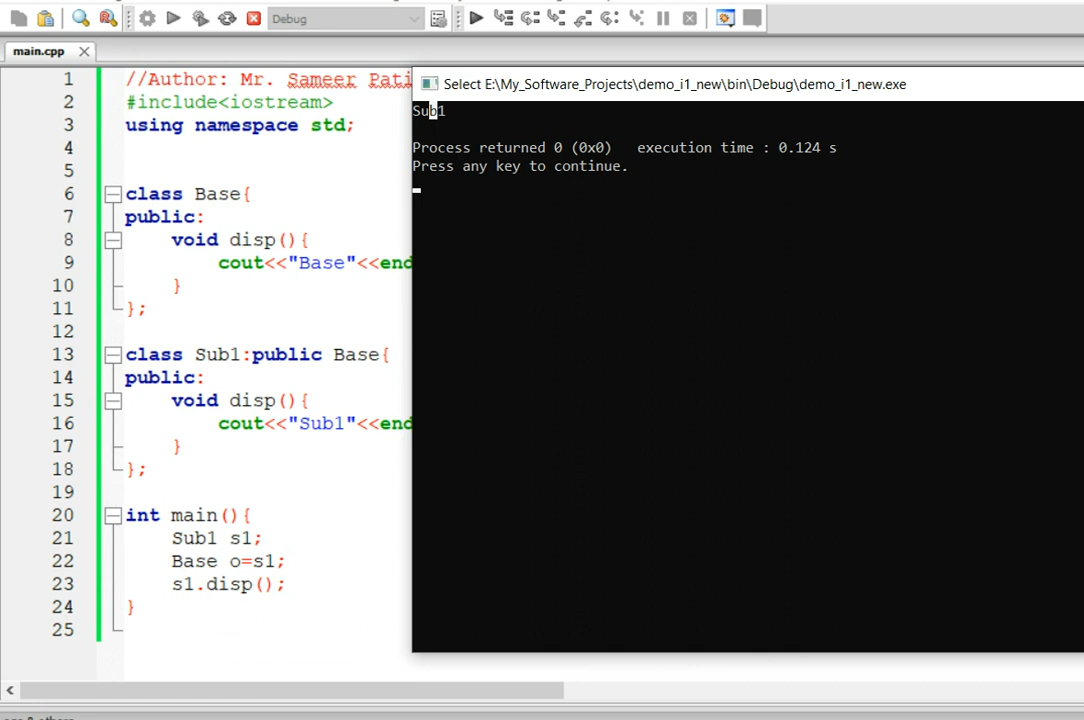 Debug
main.cpp
1 //Author: Mr. Sameer Pati
2 #include<iostream>
3 using namespace std;
4
5
6 class Base{
7 public:
8 void disp(){
9 cout<<"Base"<<end
10 }
11 };
12
13 class Sub1:public Base{
14 public:
15 void disp(){
16 cout<<"Sub1"<<end
17 }
18 };
19
20 int main(){
21 Sub1 s1;
22 Base o=s1;
23 s1.disp();
24 }
25
Select E:\My_Software_Projects\demo_i1_new\bin\Debug\demo_i1_new.exe
Sub1
Process returned 0 (0x0) execution time : 0.124 s
Press any key to continue.